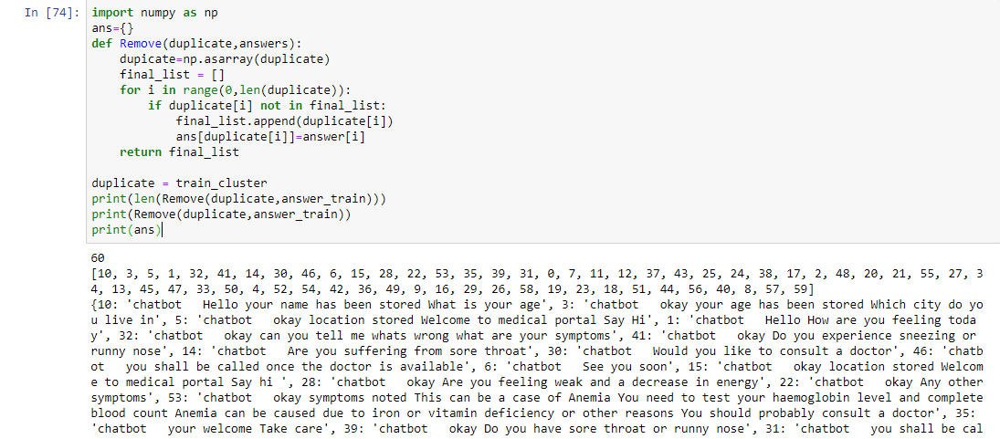 In [74]: import numpy as np
ans={}
def Remove(duplicate,answers):
    dupicate=np.asarray(duplicate)
    final_list = []
    for i in range(0,len(duplicate)):
        if duplicate[i] not in final_list:
            final_list.append(duplicate[i])
            ans[duplicate[i]]=answer[i]
    return final_list

duplicate = train_cluster
print(len(Remove(duplicate,answer_train)))
print(Remove(duplicate,answer_train))
print(ans)
60
[10, 3, 5, 1, 32, 41, 14, 30, 46, 6, 15, 28, 22, 53, 35, 39, 31, 0, 7, 11, 12, 37, 43, 25, 24, 38, 17, 2, 48, 20, 21, 55, 27, 3
4, 13, 45, 47, 33, 50, 4, 52, 54, 42, 36, 49, 9, 16, 29, 26, 58, 19, 23, 18, 51, 44, 56, 40, 8, 57, 59]
{10: 'chatbot   Hello your name has been stored What is your age', 3: 'chatbot   okay your age has been stored Which city do yo
u live in', 5: 'chatbot   okay location stored Welcome to medical portal Say Hi', 1: 'chatbot   Hello How are you feeling toda
y', 32: 'chatbot   okay can you tell me whats wrong what are your symptoms', 41: 'chatbot   okay Do you experience sneezing or
runny nose', 14: 'chatbot   Are you suffering from sore throat', 30: 'chatbot   Would you like to consult a doctor', 46: 'chatb
ot   you shall be called once the doctor is available', 6: 'chatbot   See you soon', 15: 'chatbot   okay location stored Welcom
e to medical portal Say hi ', 28: 'chatbot   okay Are you feeling weak and a decrease in energy', 22: 'chatbot   okay Any other
symptoms', 53: 'chatbot   okay symptoms noted This can be a case of Anemia You need to test your haemoglobin level and complete
blood count Anemia can be caused due to iron or vitamin deficiency or other reasons You should probably consult a doctor', 35:
'chatbot   your welcome Take care', 39: 'chatbot   okay Do you have sore throat or runny nose', 31: 'chatbot   you shall be cal